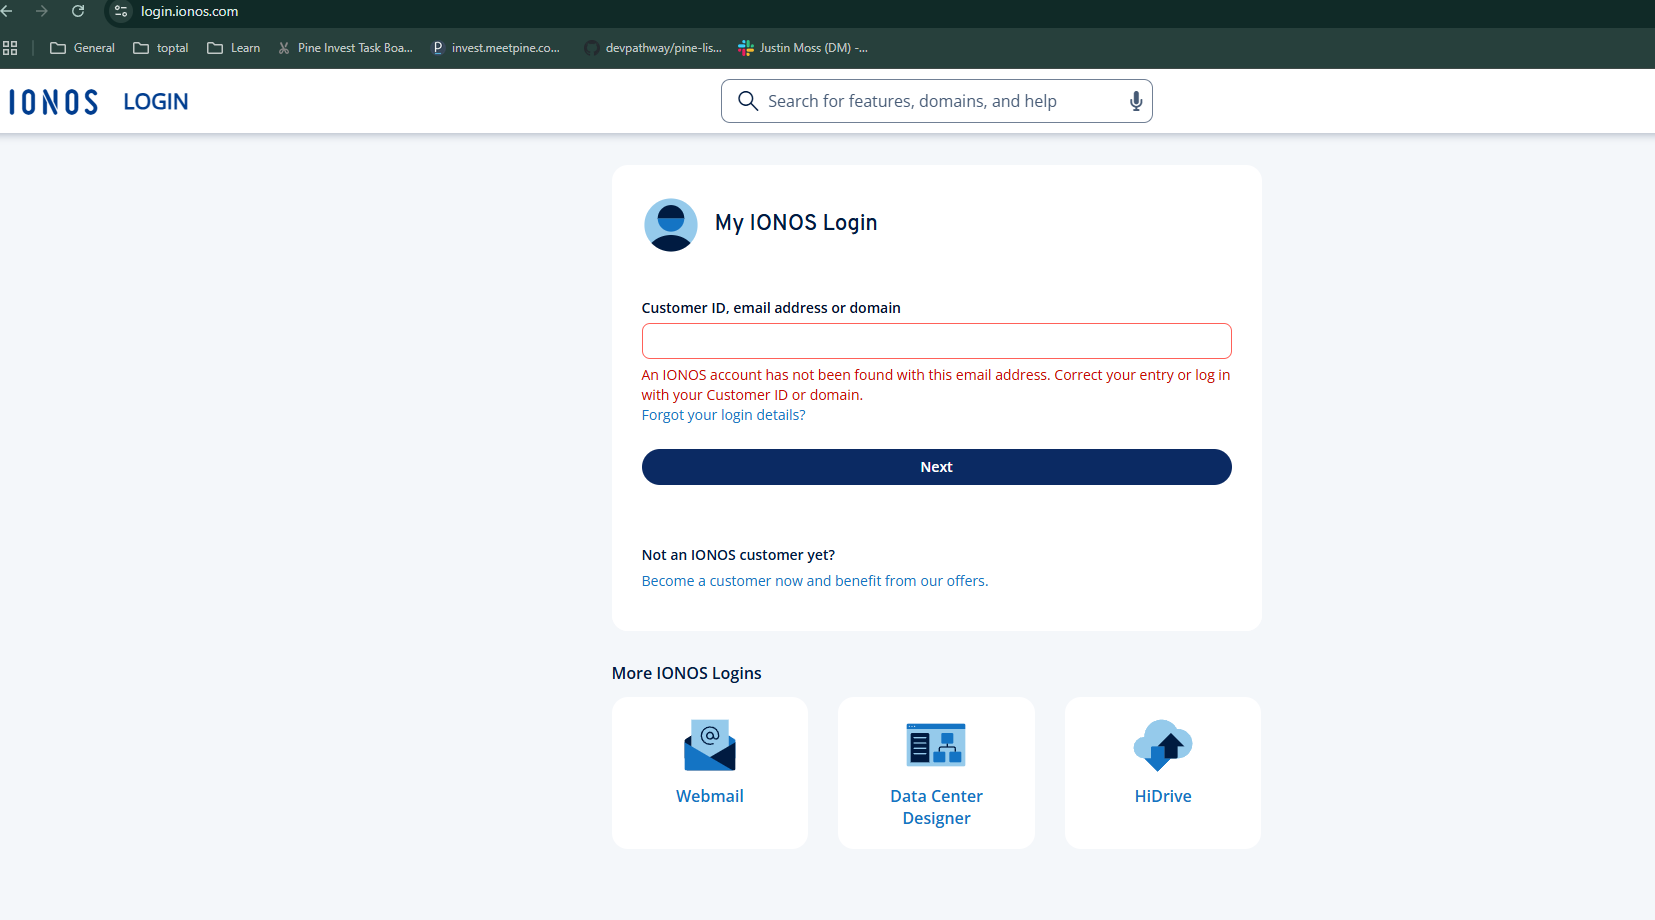 login.ionos.com
General toptal Learn Pine Invest Task Boa... P invest.meetpine.co... devpathway/pine-lis... Justin Moss (DM) -...
IONOS LOGIN
Search for features, domains, and help
My IONOS Login
Customer ID, email address or domain
An IONOS account has not been found with this email address. Correct your entry or log in
with your Customer ID or domain.
Forgot your login details?
Next
Not an IONOS customer yet?
Become a customer now and benefit from our offers.
More IONOS Logins
@
Webmail
Data Center
Designer
HiDrive